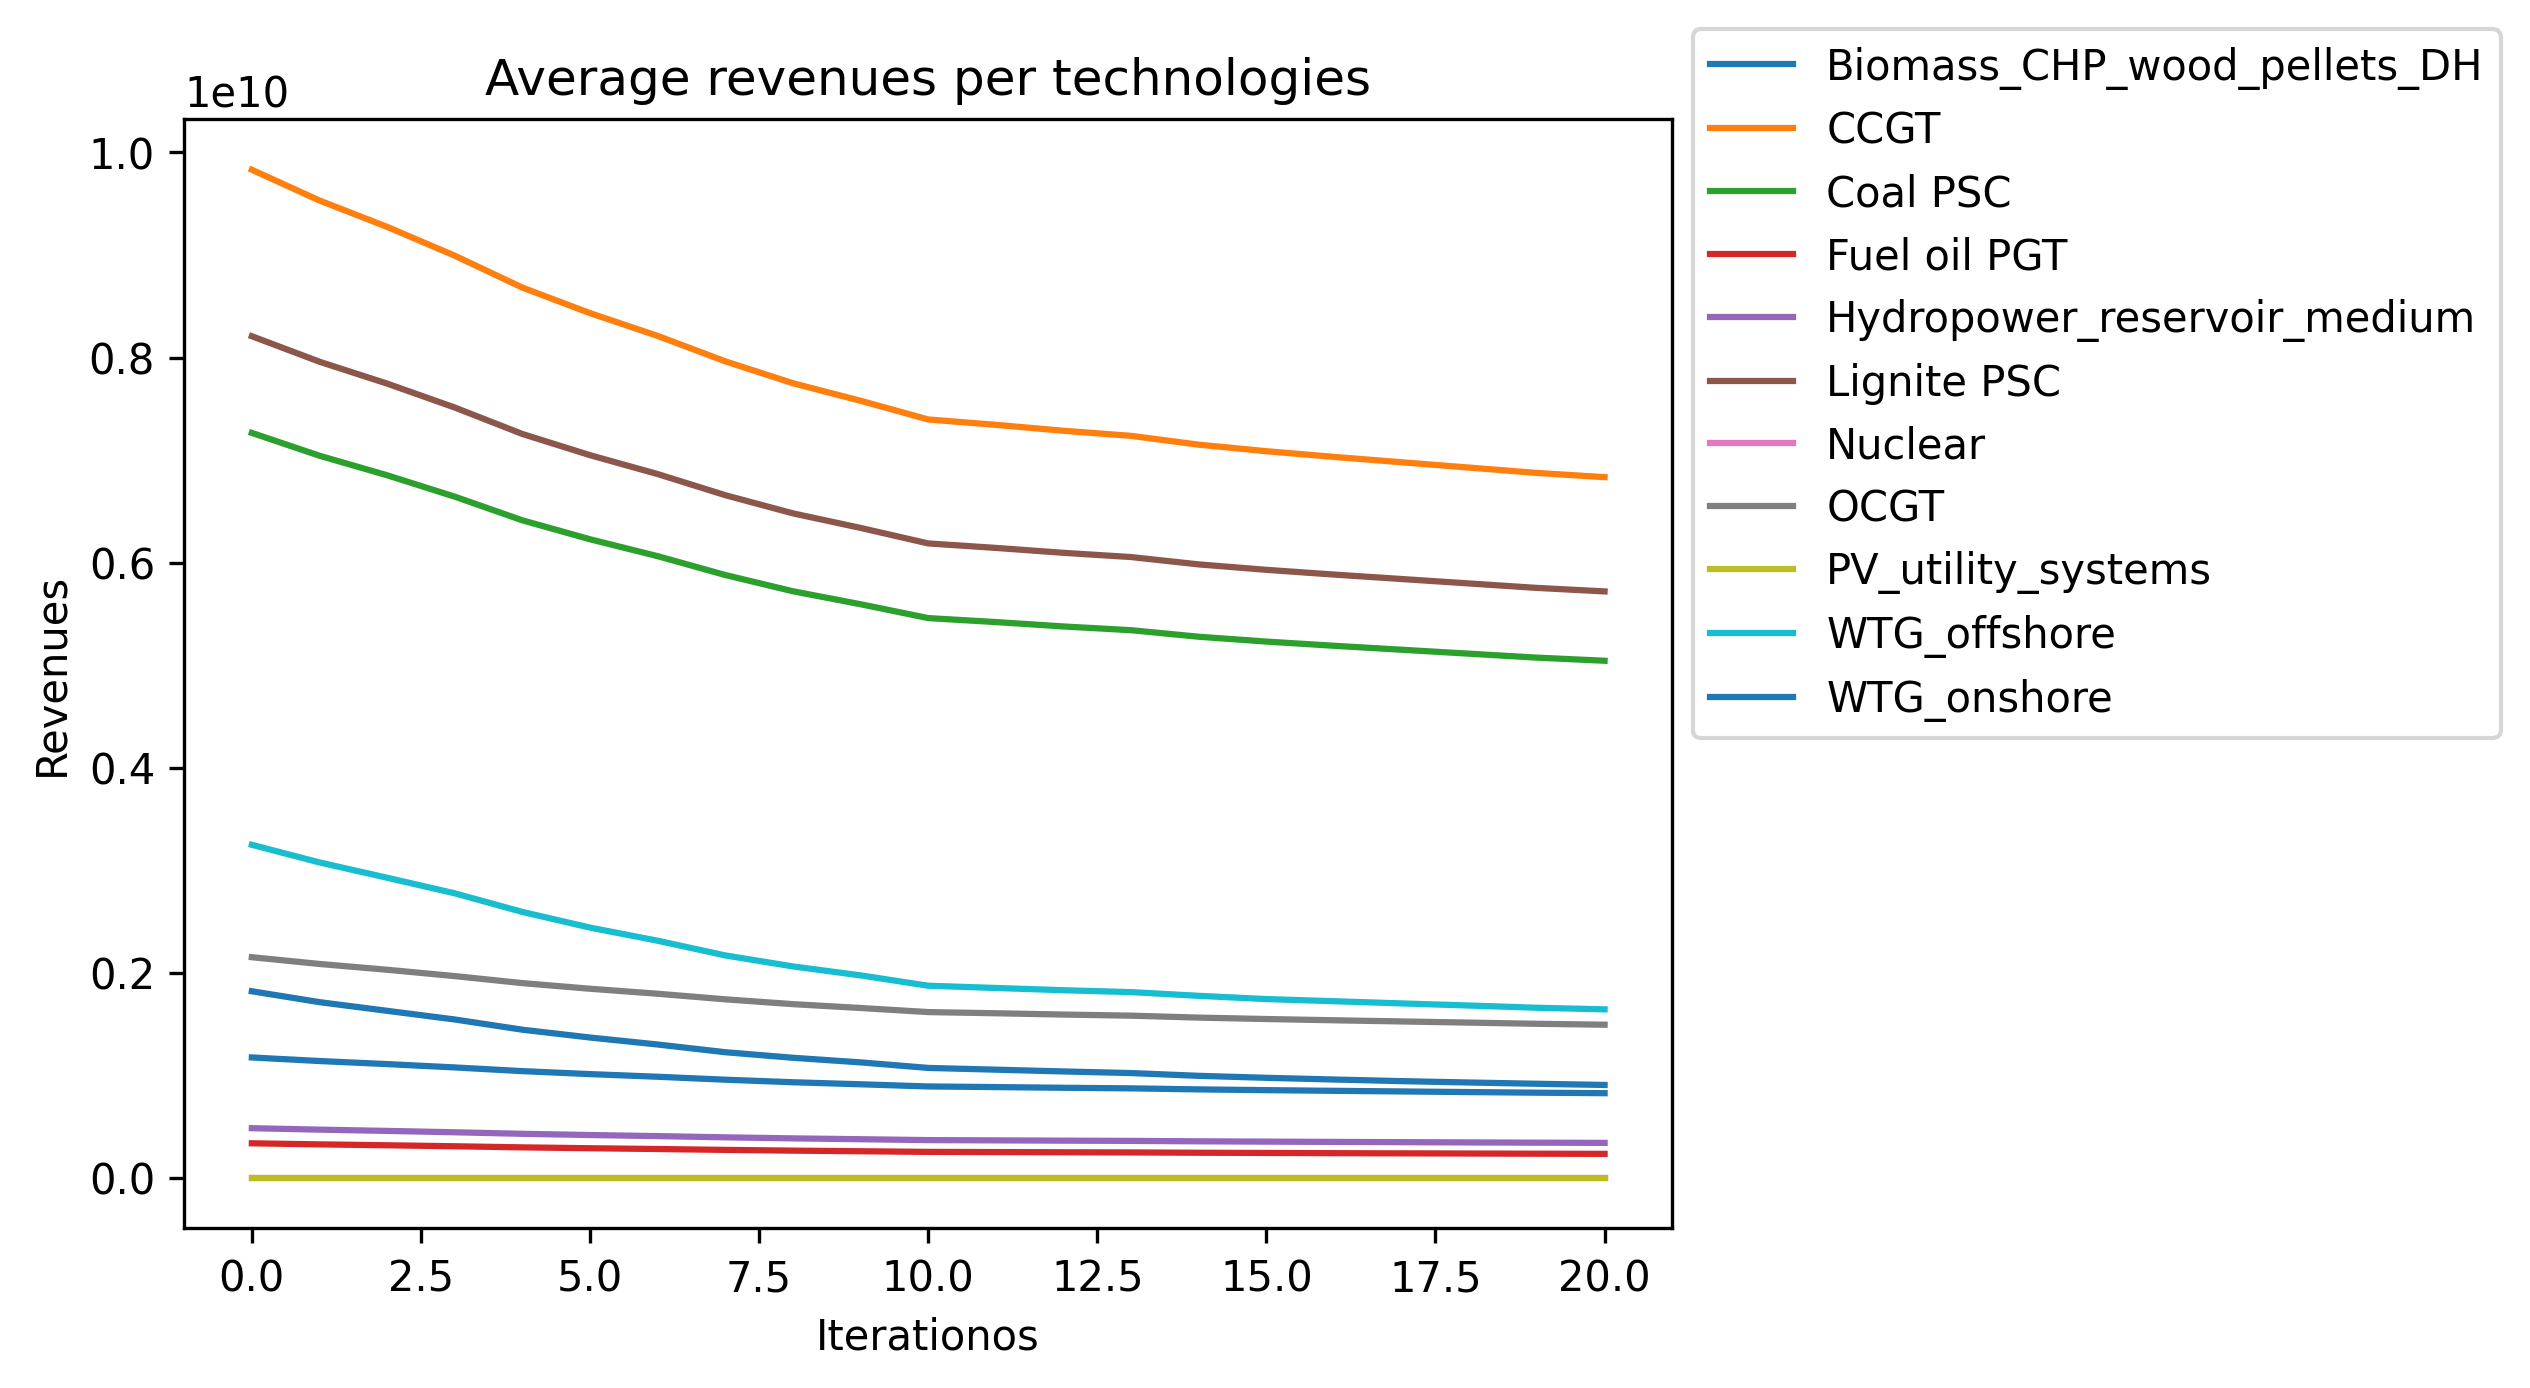 Average revenues per technologies
1e10
1.0
0.8
0.6
0.4
0.2
0.0
Revenues
0.0 2.5 5.0 7.5 10.0 12.5 15.0 17.5 20.0
Iterationos
Biomass_CHP_wood_pellets_DH
CCGT
Coal PSC
Fuel oil PGT
Hydropower_reservoir_medium
Lignite PSC
Nuclear
OCGT
PV_utility_systems
WTG_offshore
WTG_onshore